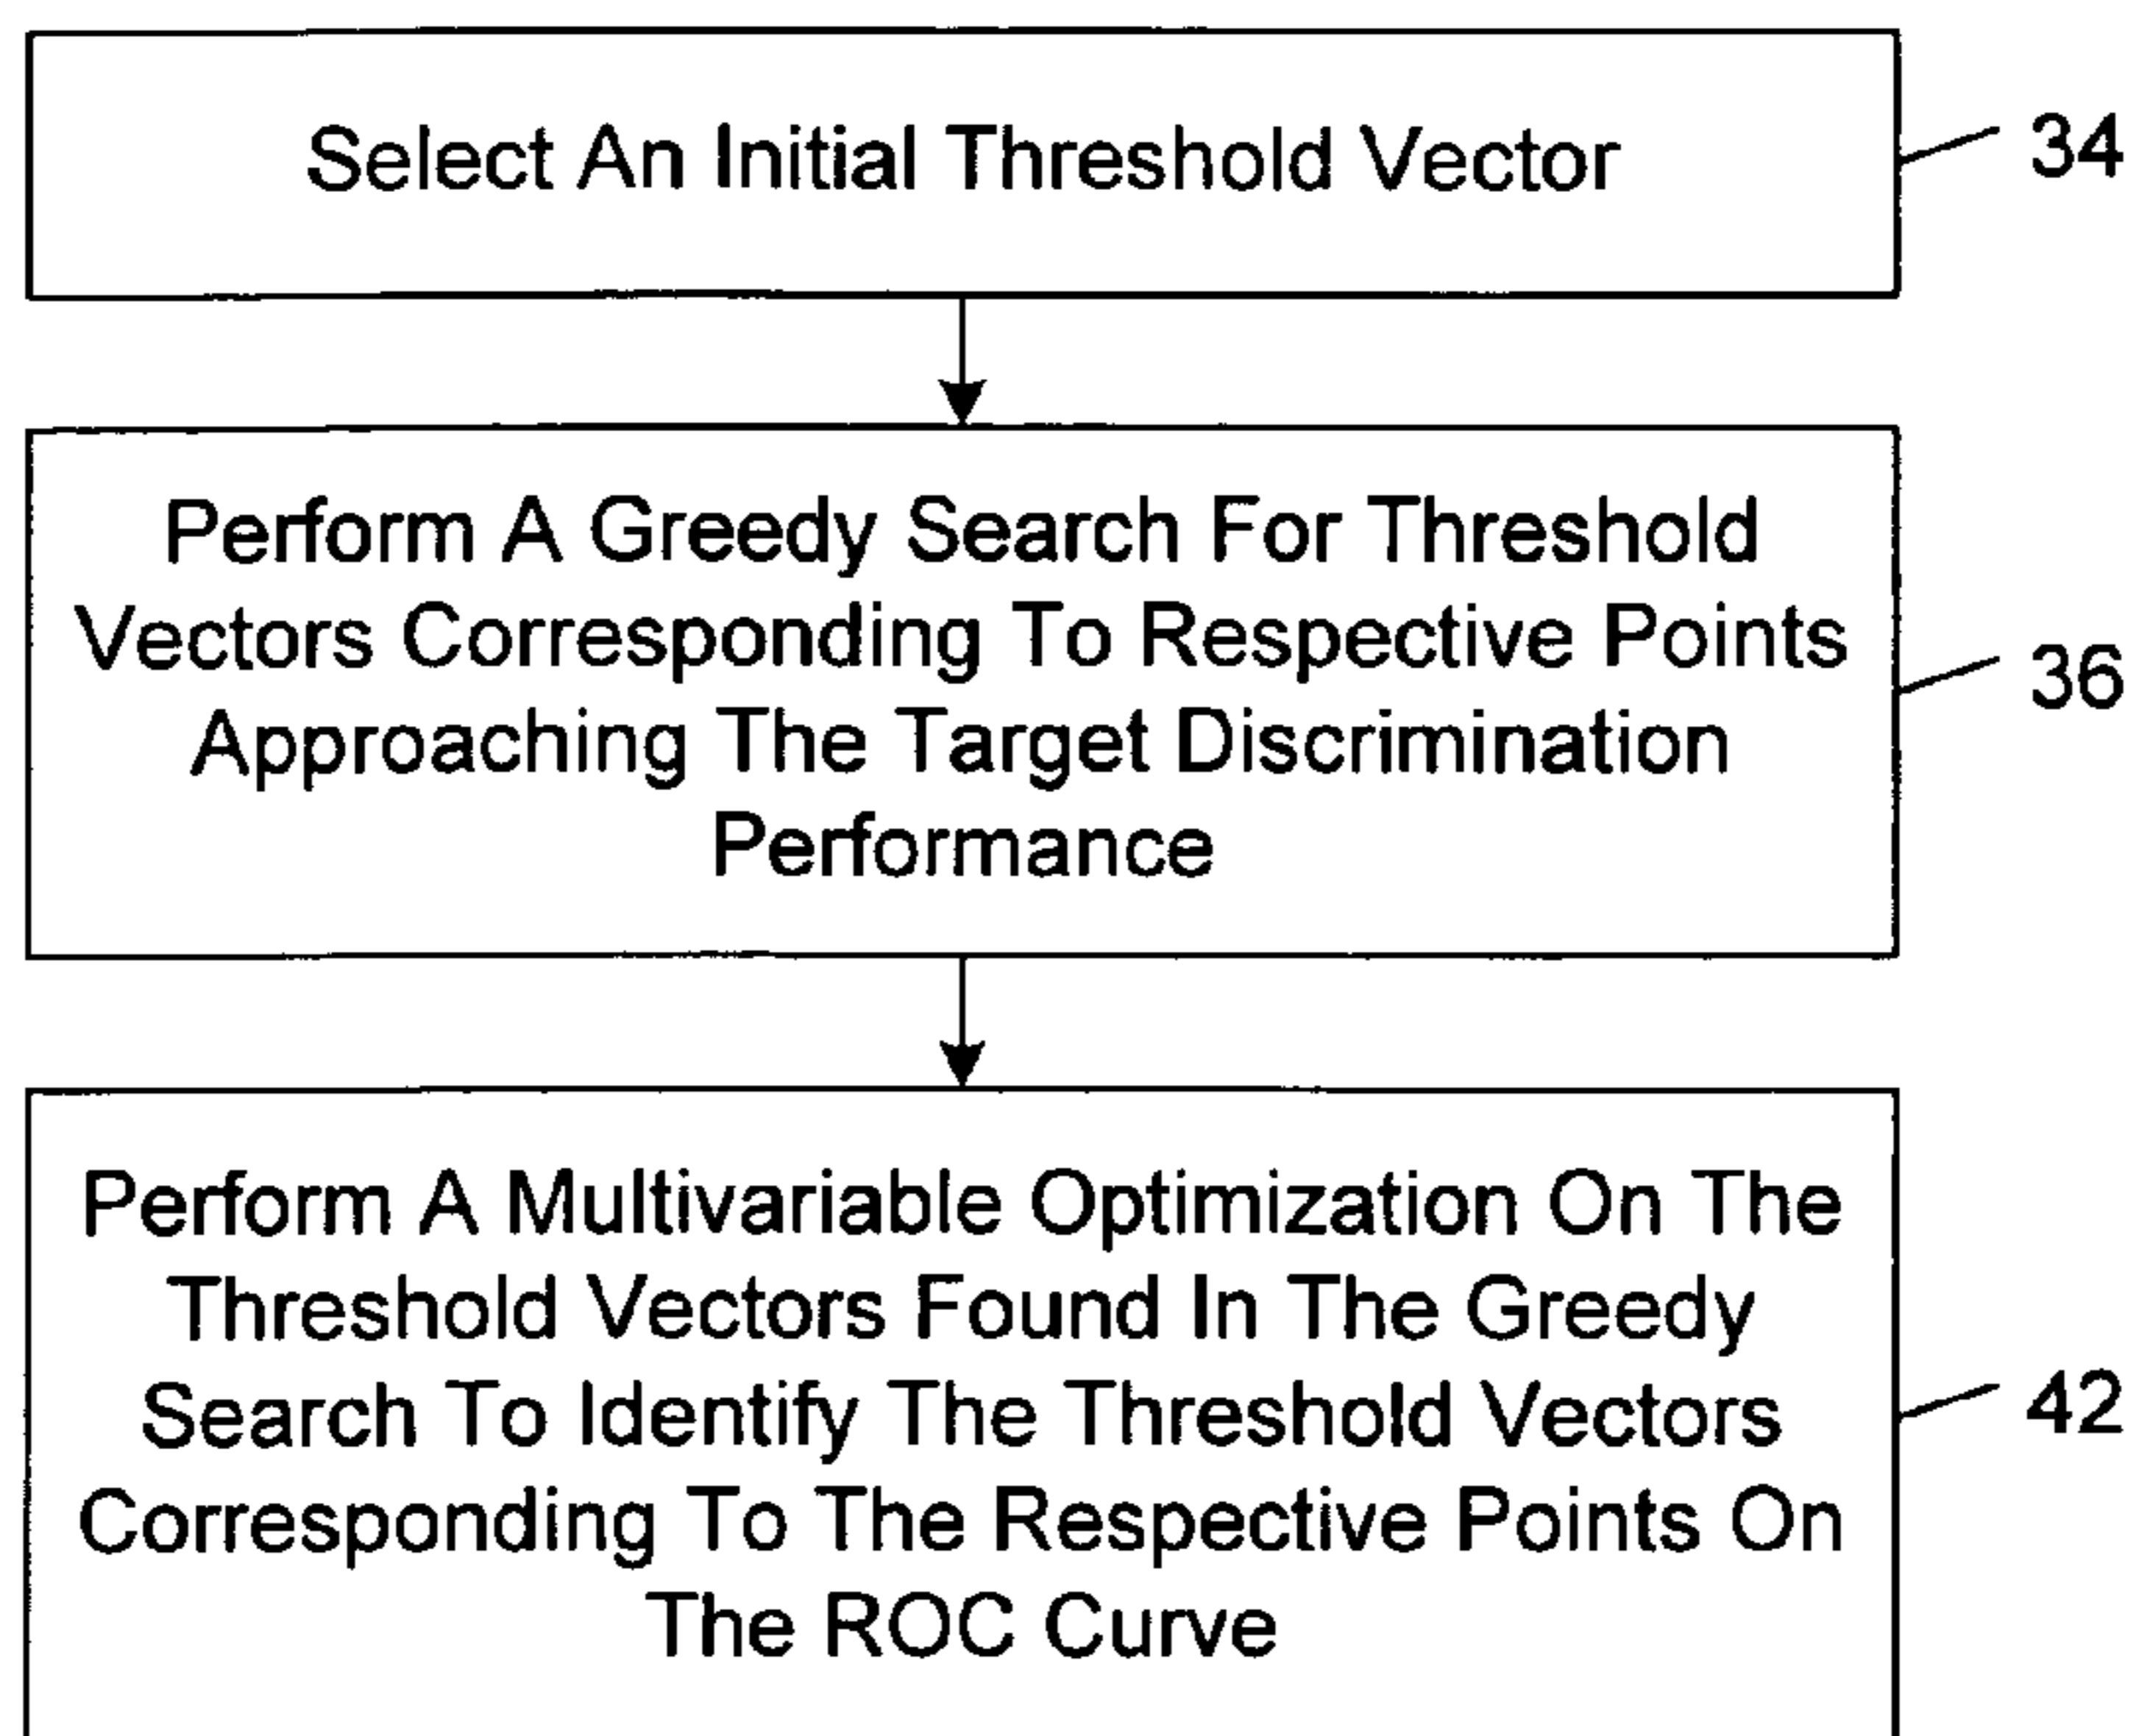 Select An Initial Threshold Vector
34
Perform A Greedy Search For Threshold
Vectors Corresponding To Respective Points
Approaching The Target Discrimination
Performance
36
Perform A Multivariable Optimization On The
Threshold Vectors Found In The Greedy
Search To Identify The Threshold Vectors
Corresponding To The Respective Points On
The ROC Curve
42